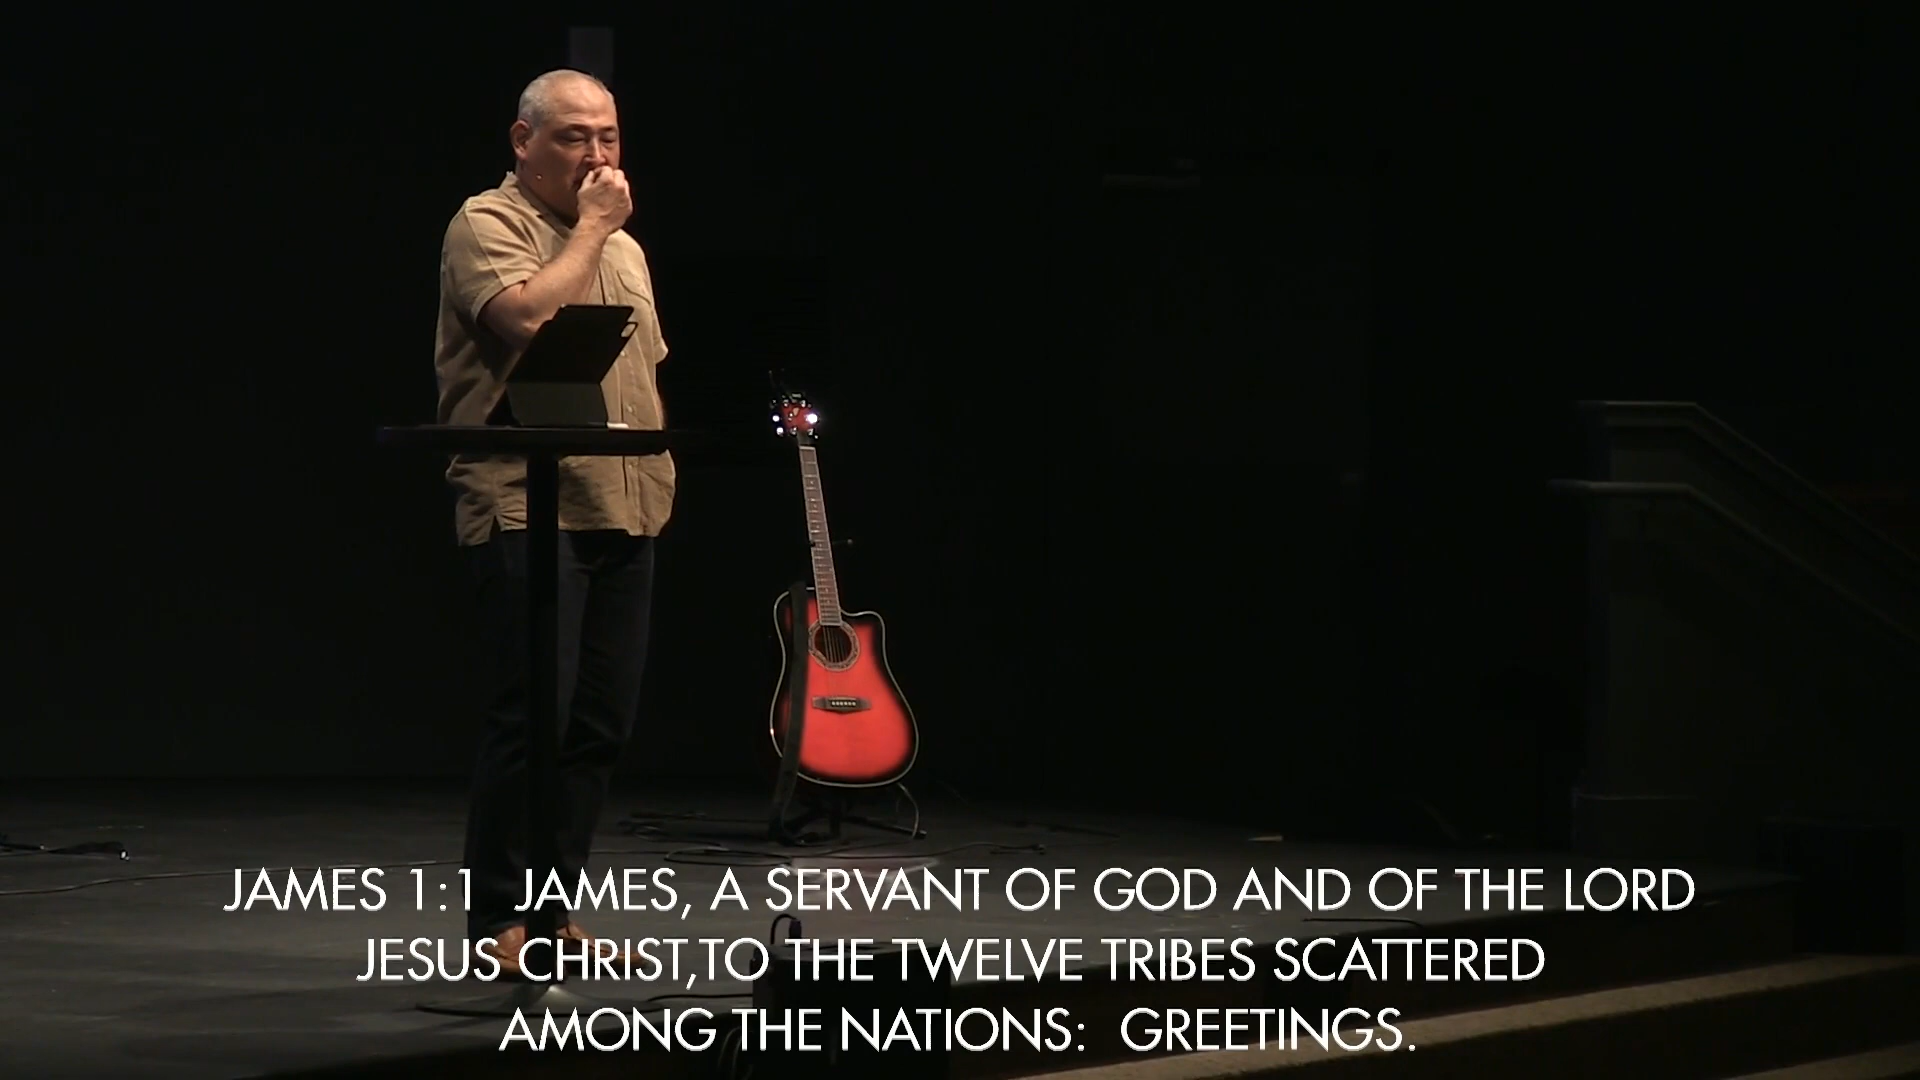 JAMES 1:1  JAMES, A SERVANT OF GOD AND OF THE LORD
JESUS CHRIST,TO THE TWELVE TRIBES SCATTERED
AMONG THE NATIONS:  GREETINGS.